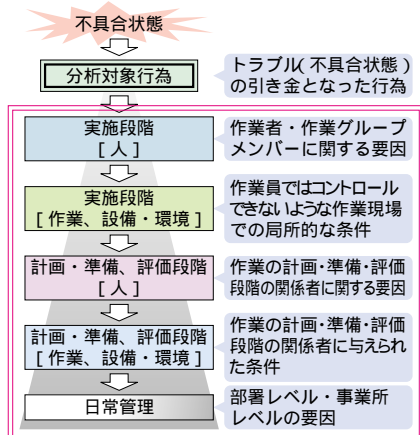 不具合状態
分析対象行為
トラブル(不具合状態)
の引き金となった行為
実施段階
[人]
作業者・作業グループ
メンバーに関する要因
実施段階
[作業、設備・環境]
作業員ではコントロール
できないような作業現場
での局所的な条件
計画・準備、評価段階
[人]
作業の計画・準備・評価
段階の関係者に関する要因
計画・準備、評価段階
[作業、設備・環境]
作業の計画・準備・評価
段階の関係者に与えられ
た条件
日常管理
部署レベル・事業所
レベルの要因